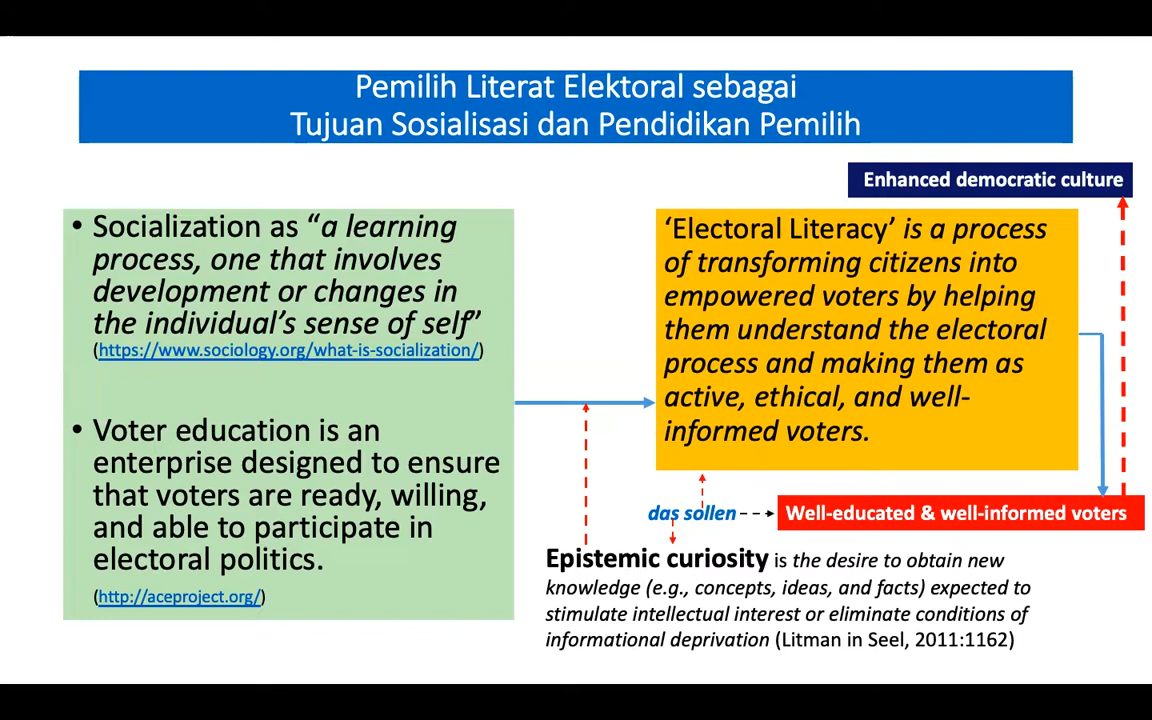 Pemilih Literat Elektoral sebagai
Tujuan Sosialisasi dan Pendidikan Pemilih
Enhanced democratic culture
• Socialization as “a learning
process, one that involves
development or changes in
the individual’s sense of self”
(https://www.sociology.org/what-is-socialization/)
• Voter education is an
enterprise designed to ensure
that voters are ready, willing,
and able to participate in
electoral politics.
(http://aceproject.org/)
‘Electoral Literacy’ is a process
of transforming citizens into
empowered voters by helping
them understand the electoral
process and making them as
active, ethical, and well-
informed voters.
das sollen
Well-educated & well-informed voters
Epistemic curiosity is the desire to obtain new
knowledge (e.g., concepts, ideas, and facts) expected to
stimulate intellectual interest or eliminate conditions of
informational deprivation (Litman in Seel, 2011:1162)